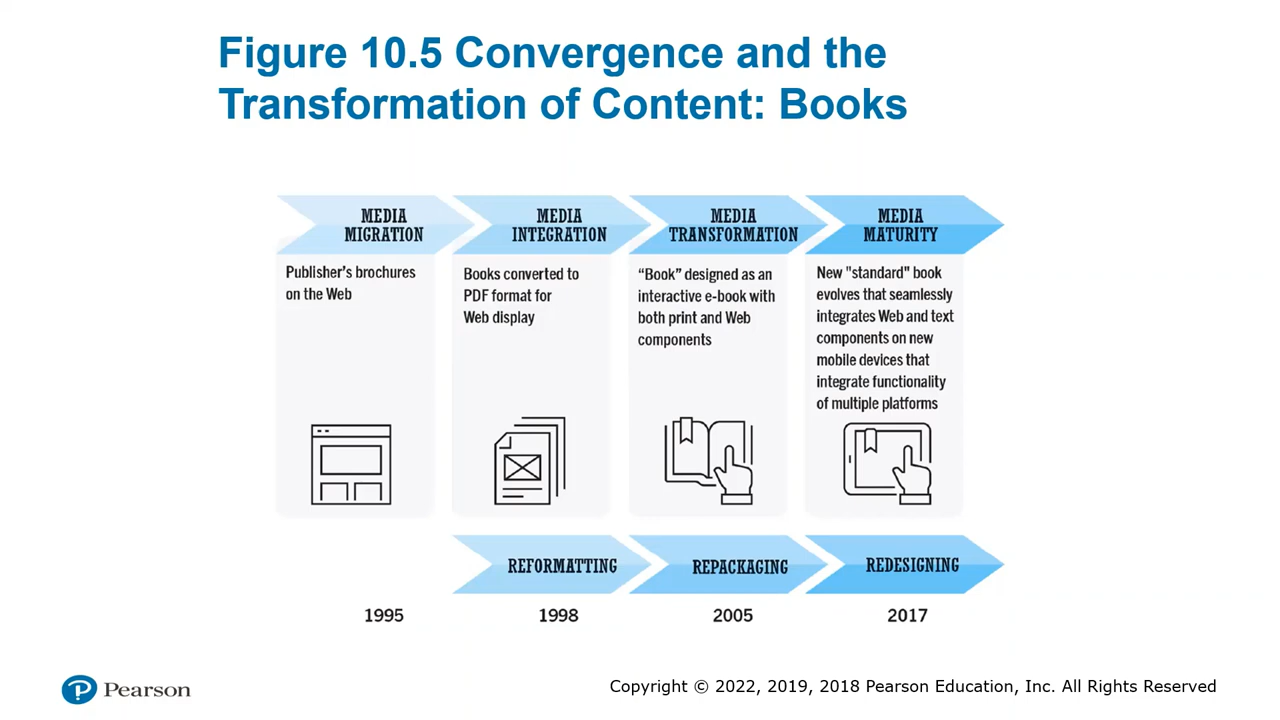 Figure 10.5 Convergence and the
Transformation of Content: Books
MEDIA
MIGRATION
MEDIA
INTEGRATION
MEDIA
TRANSFORMATION
MEDIA
MATURITY
Publisher's brochures
on the Web
Books converted to
PDF format for
Web display
“Book” designed as an
interactive e-book with
both print and Web
components
New "standard" book
evolves that seamlessly
integrates Web and text
components on new
mobile devices that
integrate functionality
of multiple platforms
REFORMATTING
REPACKAGING
REDESIGNING
1995
1998
2005
2017
Pearson
Copyright © 2022, 2019, 2018 Pearson Education, Inc. All Rights Reserved